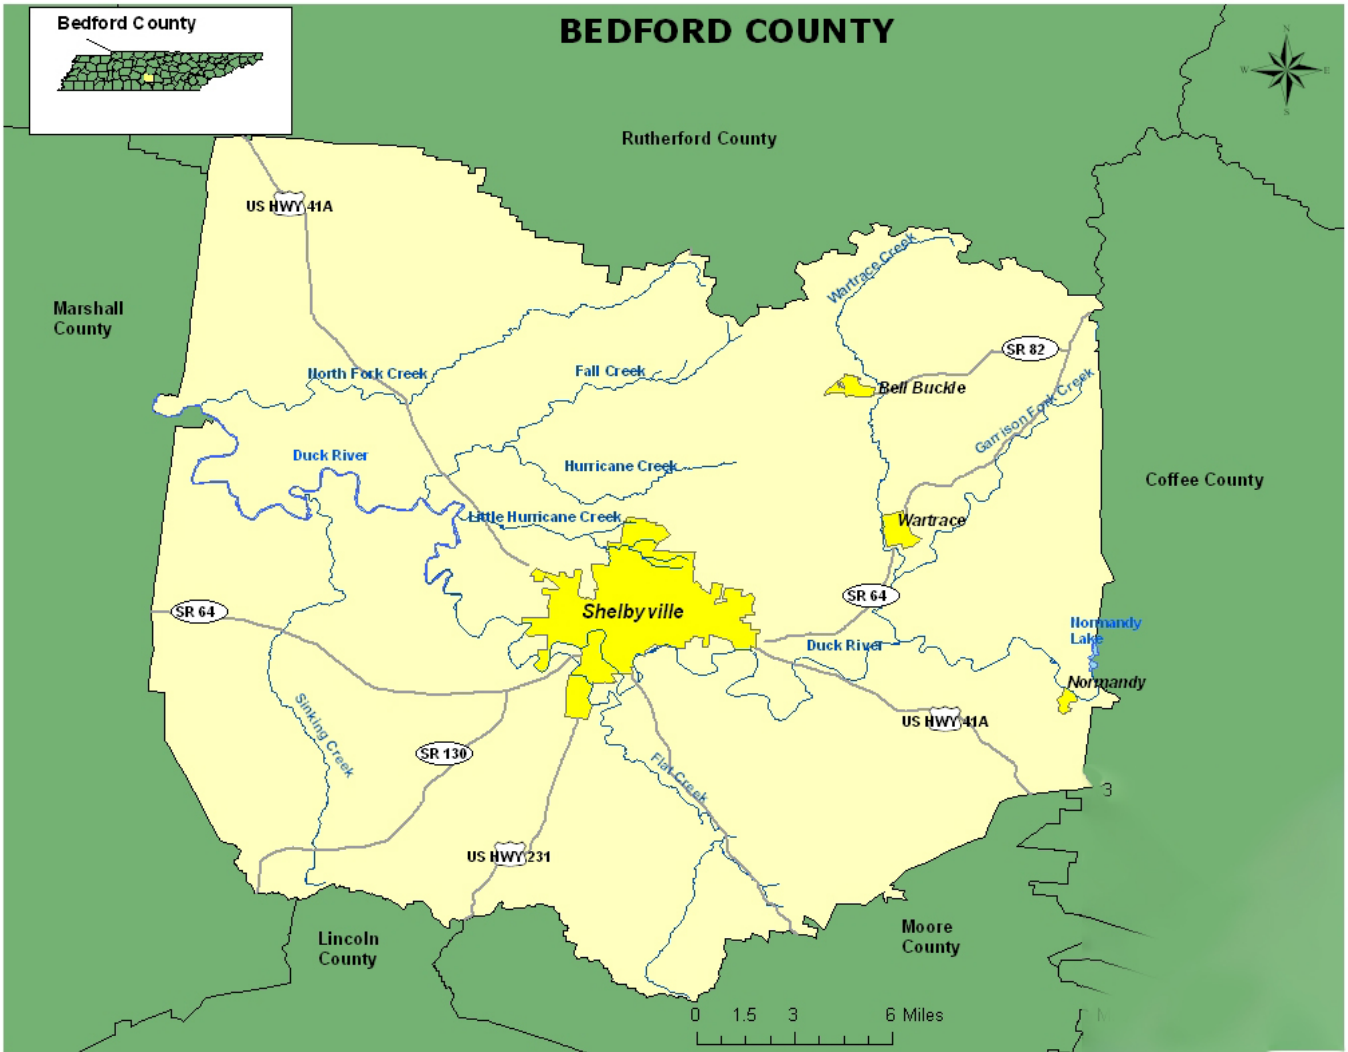 Bedford County
BEDFORD COUNTY
N
W E
S
Rutherford County
US HWY 41A
Wartrace Creek
Marshall
County
SR 82
North Fork Creek
Fall Creek
Bell Buckle
Garrison Fork Creek
Duck River
Hurricane Creek
Coffee County
Little Hurricane Creek
Wartrace
SR 64
SR 64
Shelbyville
Normandy
Lake
Duck River
Normandy
Sinking Creek
US HWY 41A
SR 130
Flat Creek
3
US HWY 231
Lincoln
County
Moore
County
0 1.5 3 6 Miles